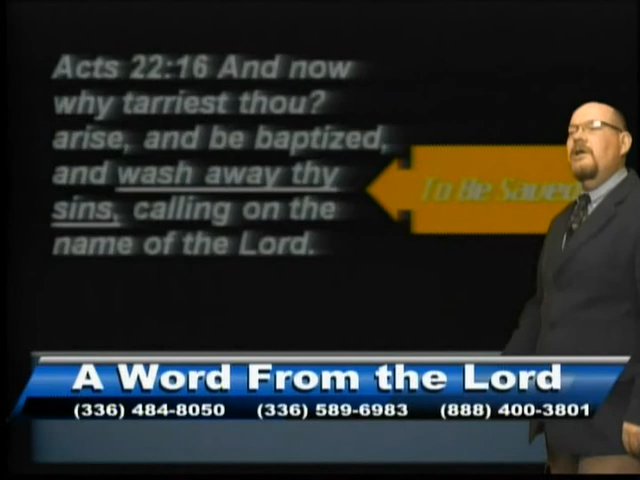 Acts 22:16 And now
why tarriest thou?
arise, and be baptized,
and wash away thy
sins, calling on the
name of the Lord.
To Be Saved
A Word From the Lord
(336) 484-8050 (336) 589-6983 (888) 400-3801